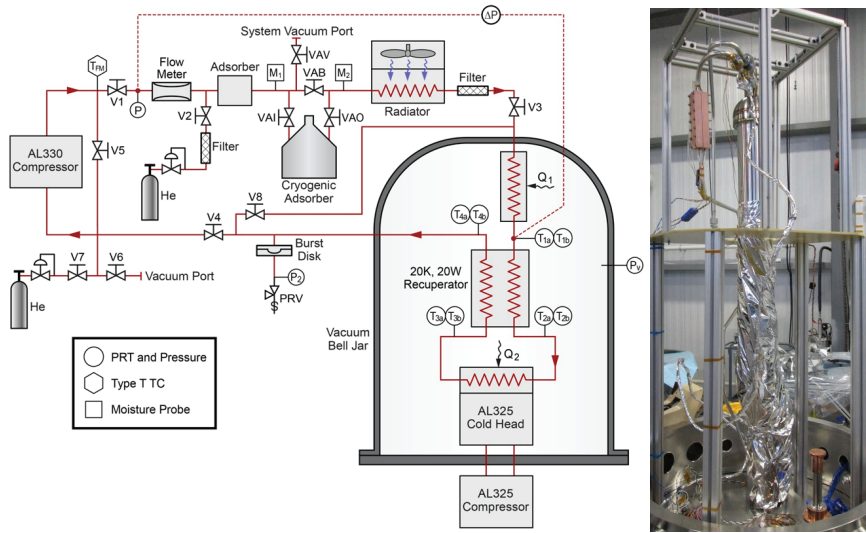 ΔP
System Vacuum Port
Flow
Meter
Adsorber
VAV
T_FM
M₁
VAB
M₂
Filter
V1
P
V2
VAI
VAO
Radiator
V3
V5
AL330
Compressor
Filter
He
Cryogenic
Adsorber
Q₁
V8
V4
T4a
T4b
T1a
T1b
Burst
Disk
20K, 20W
Recuperator
Pv
V7
V6
Vacuum Port
P₂
He
PRV
T3a
T3b
T2a
T2b
Vacuum
Bell Jar
Q₂
PRT and Pressure
Type T TC
Moisture Probe
AL325
Cold Head
AL325
Compressor